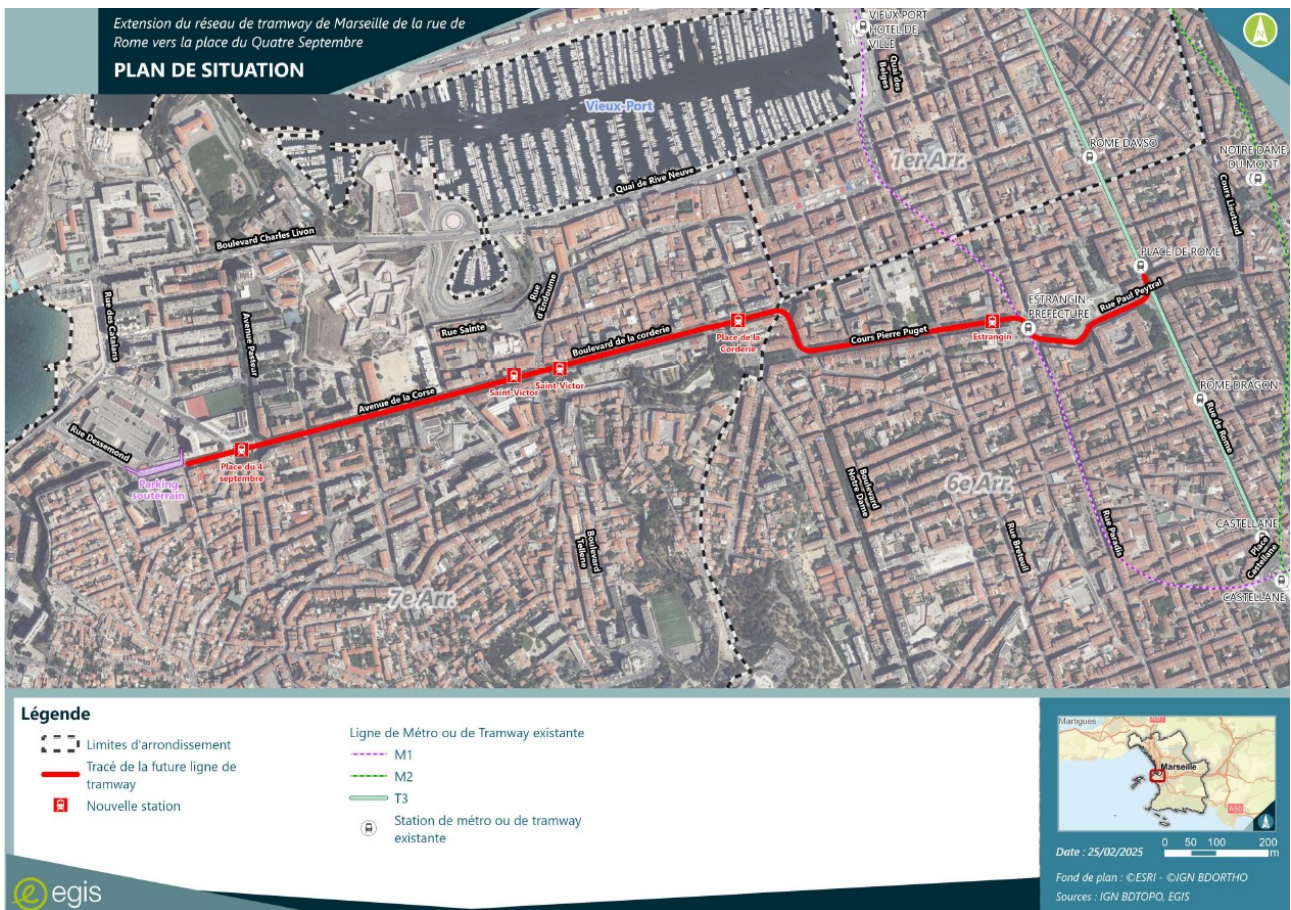 Extension du réseau de tramway de Marseille de la rue de
Rome vers la place du Quatre Septembre
PLAN DE SITUATION
VIEUX PORT
HOTEL DE
VILLE
Quai des
Belges
Vieux-Port
1er Arr.
ROME DAVSO
NOTRE DAME
DU MONT
Cours Lieutaud
Quai de Rive Neuve
Boulevard Charles Livon
PLACE DE ROME
Rue des Catalans
Avenue Pasteur
Rue Sainte
Rue
d'Endoume
Boulevard de la corderie
Place de la
Corderie
Cours Pierre Puget
Estrangin
ESTRANGIN
PREFECTURE
Rue Paul Peytral
Saint-Victor
Saint-Victor
Avenue de la Corse
ROME DRAGON
Rue de Rome
Rue Dessemond
Place du 4
septembre
Parking
souterrain
Boulevard
Notre Dame
6e Arr.
Rue Breteuil
Rue Paradis
Boulevard
Tellene
7e Arr.
CASTELLANE
Place
Castellane
CASTELLANE
Légende
Limites d'arrondissement
Tracé de la future ligne de
tramway
Nouvelle station
Ligne de Métro ou de Tramway existante
M1
M2
T3
Station de métro ou de tramway
existante
Martigues
Marseille
A50
Date : 25/02/2025
0 50 100 200
m
Fond de plan : ©ESRI - ©IGN BDORTHO
Sources : IGN BDTOPO, EGIS
egis